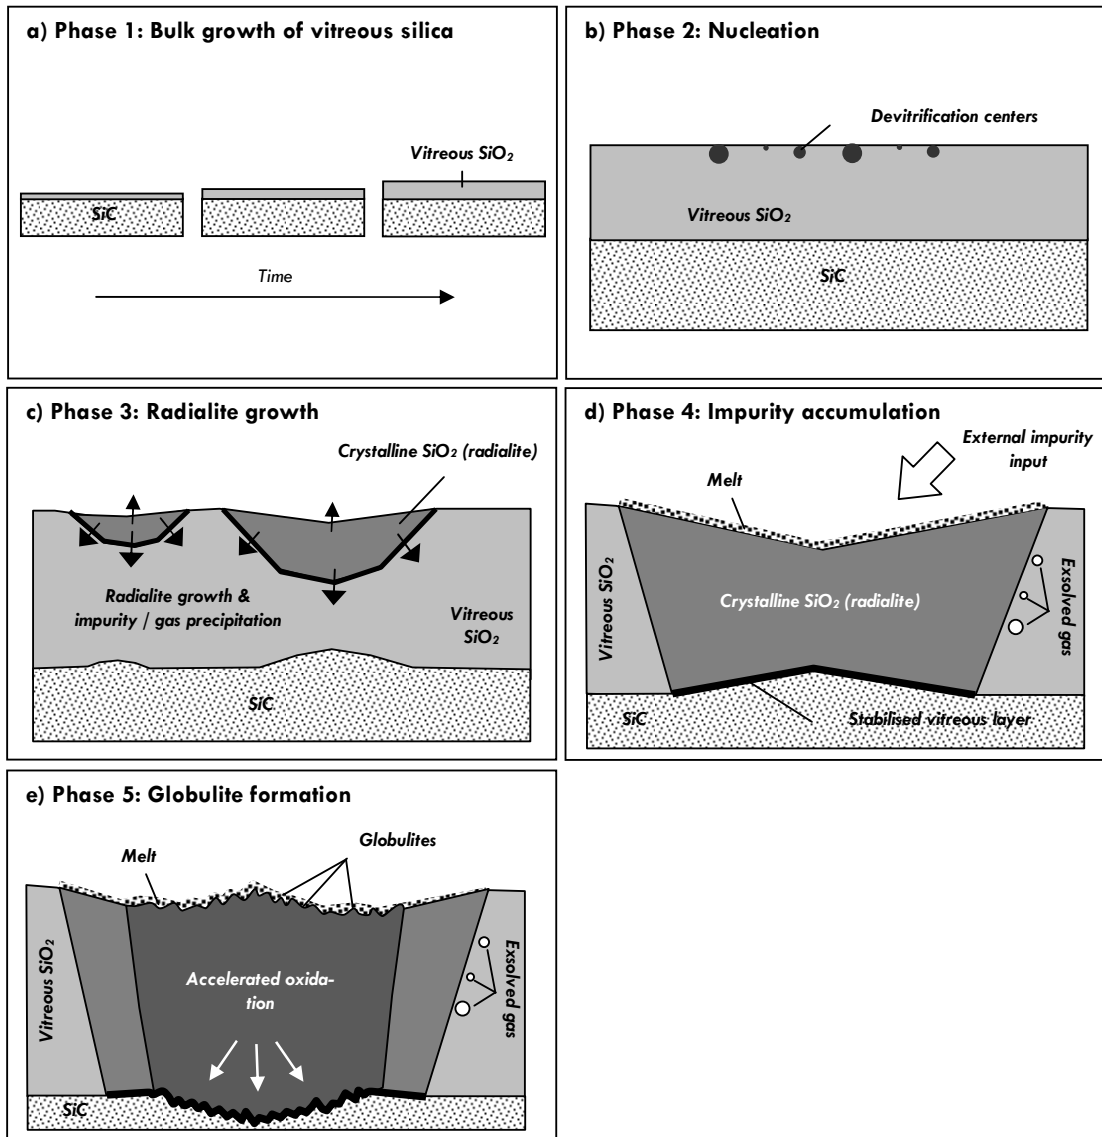 a) Phase 1: Bulk growth of vitreous silica
Vitreous SiO₂
SiC
Time
b) Phase 2: Nucleation
Devitrification centers
Vitreous SiO₂
SiC
c) Phase 3: Radialite growth
Crystalline SiO₂ (radialite)
Radialite growth &
impurity / gas precipitation
Vitreous
SiO₂
SiC
d) Phase 4: Impurity accumulation
External impurity
input
Melt
Vitreous SiO₂
Crystalline SiO₂ (radialite)
Exsolved gas
SiC
Stabilised vitreous layer
e) Phase 5: Globulite formation
Globulites
Melt
Vitreous SiO₂
Accelerated oxida-
tion
Exsolved gas
SiC